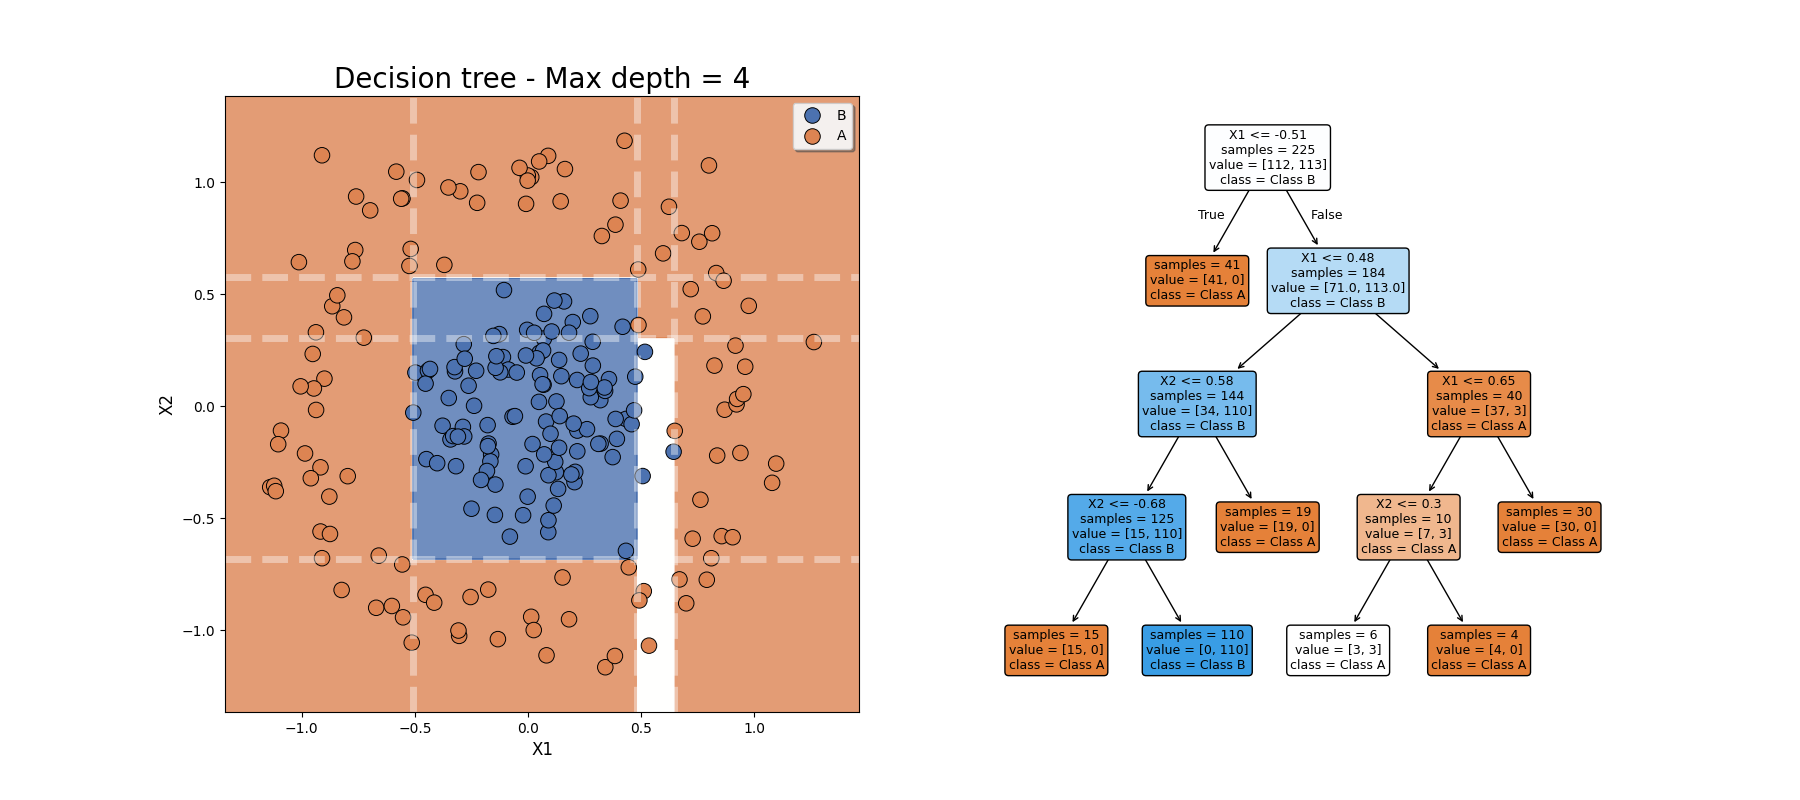 Decision tree - Max depth = 4
B
A
1.0
0.5
0.0
−0.5
−1.0
X2
−1.0
−0.5
0.0
0.5
1.0
X1
X1 <= -0.51
samples = 225
value = [112, 113]
class = Class B
True
False
samples = 41
value = [41, 0]
class = Class A
X1 <= 0.48
samples = 184
value = [71.0, 113.0]
class = Class B
X2 <= 0.58
samples = 144
value = [34, 110]
class = Class B
X1 <= 0.65
samples = 40
value = [37, 3]
class = Class A
X2 <= -0.68
samples = 125
value = [15, 110]
class = Class B
samples = 19
value = [19, 0]
class = Class A
X2 <= 0.3
samples = 10
value = [7, 3]
class = Class A
samples = 30
value = [30, 0]
class = Class A
samples = 15
value = [15, 0]
class = Class A
samples = 110
value = [0, 110]
class = Class B
samples = 6
value = [3, 3]
class = Class A
samples = 4
value = [4, 0]
class = Class A